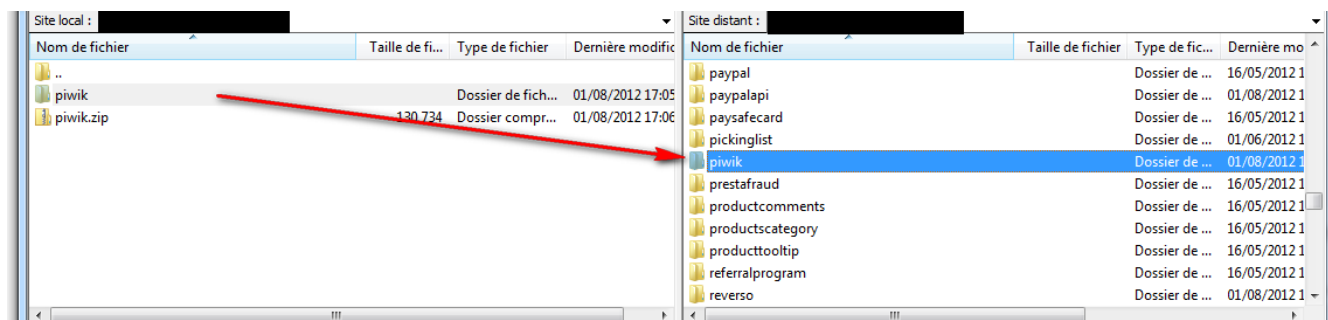 Site local :
Nom de fichier Taille de fi... Type de fichier Dernière modific
..
piwik Dossier de fich... 01/08/2012 17:05
piwik.zip 130 734 Dossier compr... 01/08/2012 17:06
Site distant :
Nom de fichier Taille de fichier Type de fic... Dernière mo
paypal Dossier de ... 16/05/2012 1
paypalapi Dossier de ... 01/08/2012 1
paysafecard Dossier de ... 16/05/2012 1
pickinglist Dossier de ... 01/06/2012 1
piwik Dossier de ... 01/08/2012 1
prestafraud Dossier de ... 16/05/2012 1
productcomments Dossier de ... 16/05/2012 1
productscategory Dossier de ... 16/05/2012 1
producttooltip Dossier de ... 16/05/2012 1
referralprogram Dossier de ... 16/05/2012 1
reverso Dossier de ... 01/08/2012 1